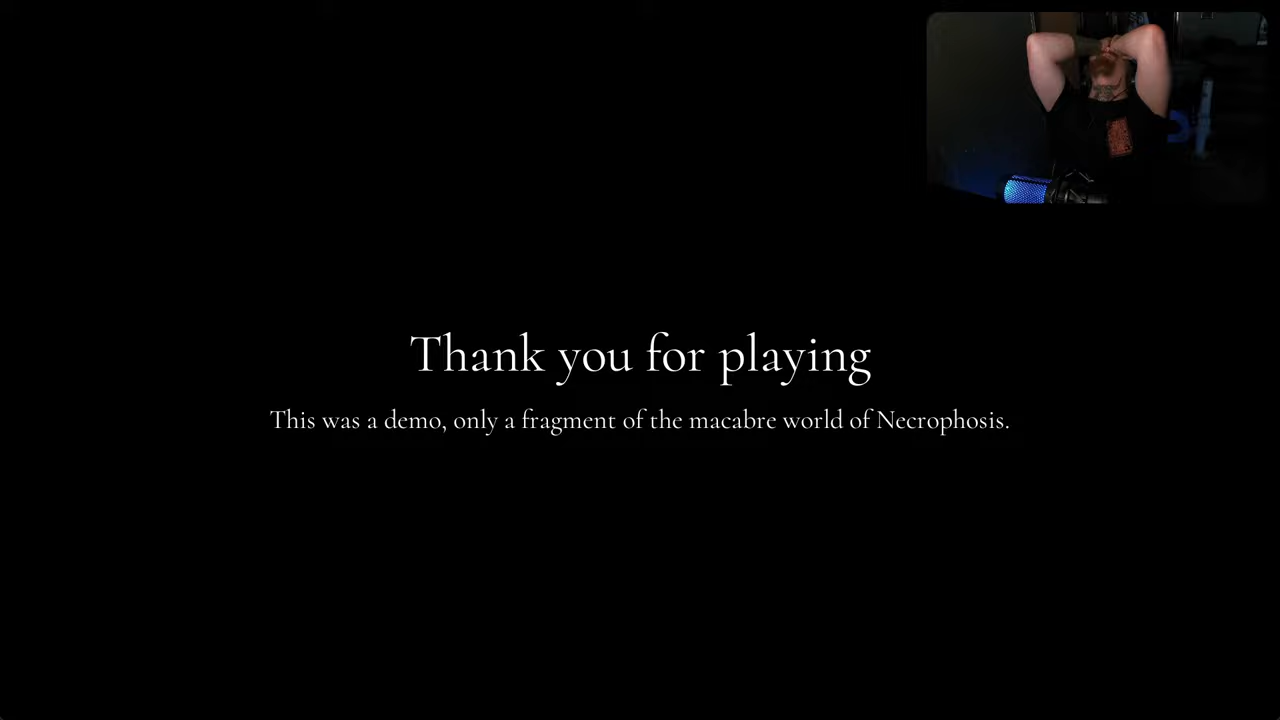 Thank you for playing
This was a demo, only a fragment of the macabre world of Necrophosis.